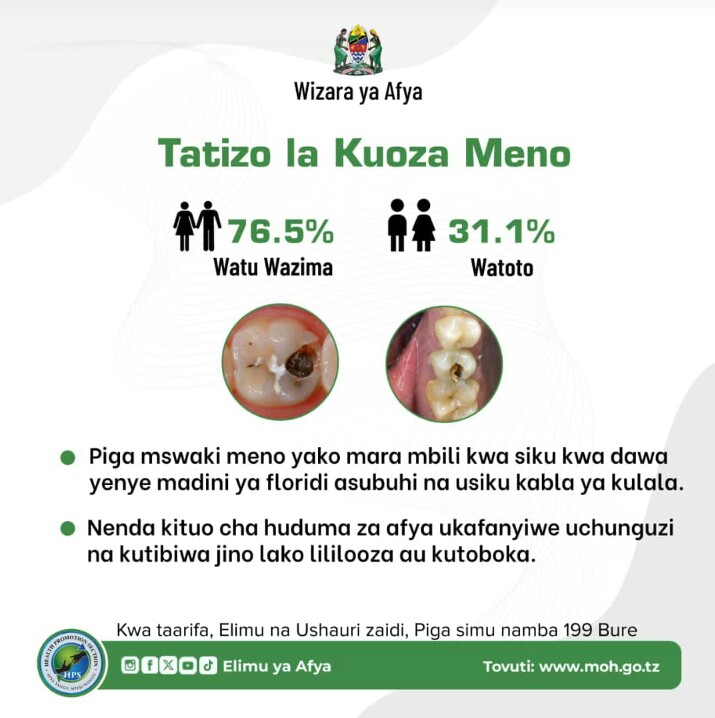 Wizara ya Afya
Tatizo la Kuoza Meno
76.5%
Watu Wazima
31.1%
Watoto
Piga mswaki meno yako mara mbili kwa siku kwa dawa
yenye madini ya floridi asubuhi na usiku kabla ya kulala.
Nenda kituo cha huduma za afya ukafanyiwe uchunguzi
na kutibiwa jino lako lililooza au kutoboka.
Kwa taarifa, Elimu na Ushauri zaidi, Piga simu namba 199 Bure
HEALTH PROMOTION SECTION
HPS
Elimu ya Afya
Tovuti: www.moh.go.tz